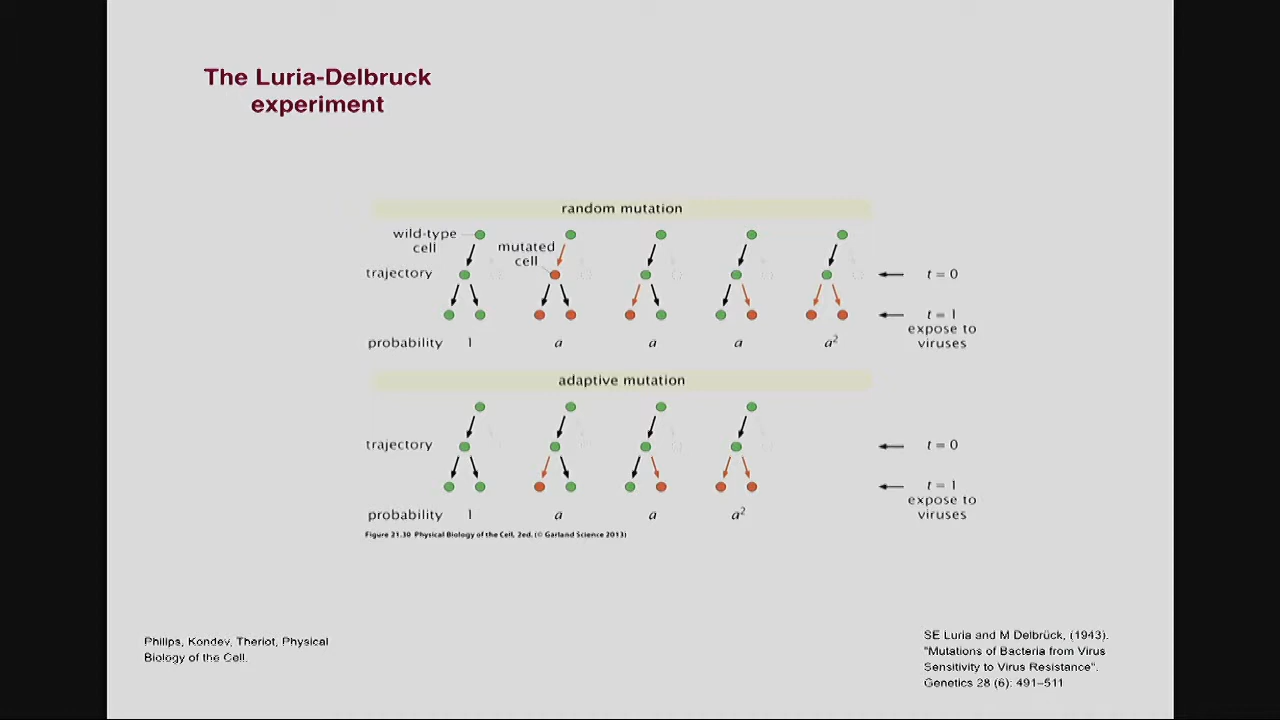 The Luria-Delbruck
experiment
random mutation
wild-type
cell
mutated
cell
trajectory
t = 0
t = 1
expose to
viruses
probability 1 a a a a²
adaptive mutation
trajectory
t = 0
t = 1
expose to
viruses
probability 1 a a a²
Figure 21.30 Physical Biology of the Cell, 2ed. (© Garland Science 2013)
Philips, Kondev, Theriot, Physical
Biology of the Cell.
SE Luria and M Delbrück, (1943).
"Mutations of Bacteria from Virus
Sensitivity to Virus Resistance".
Genetics 28 (6): 491–511